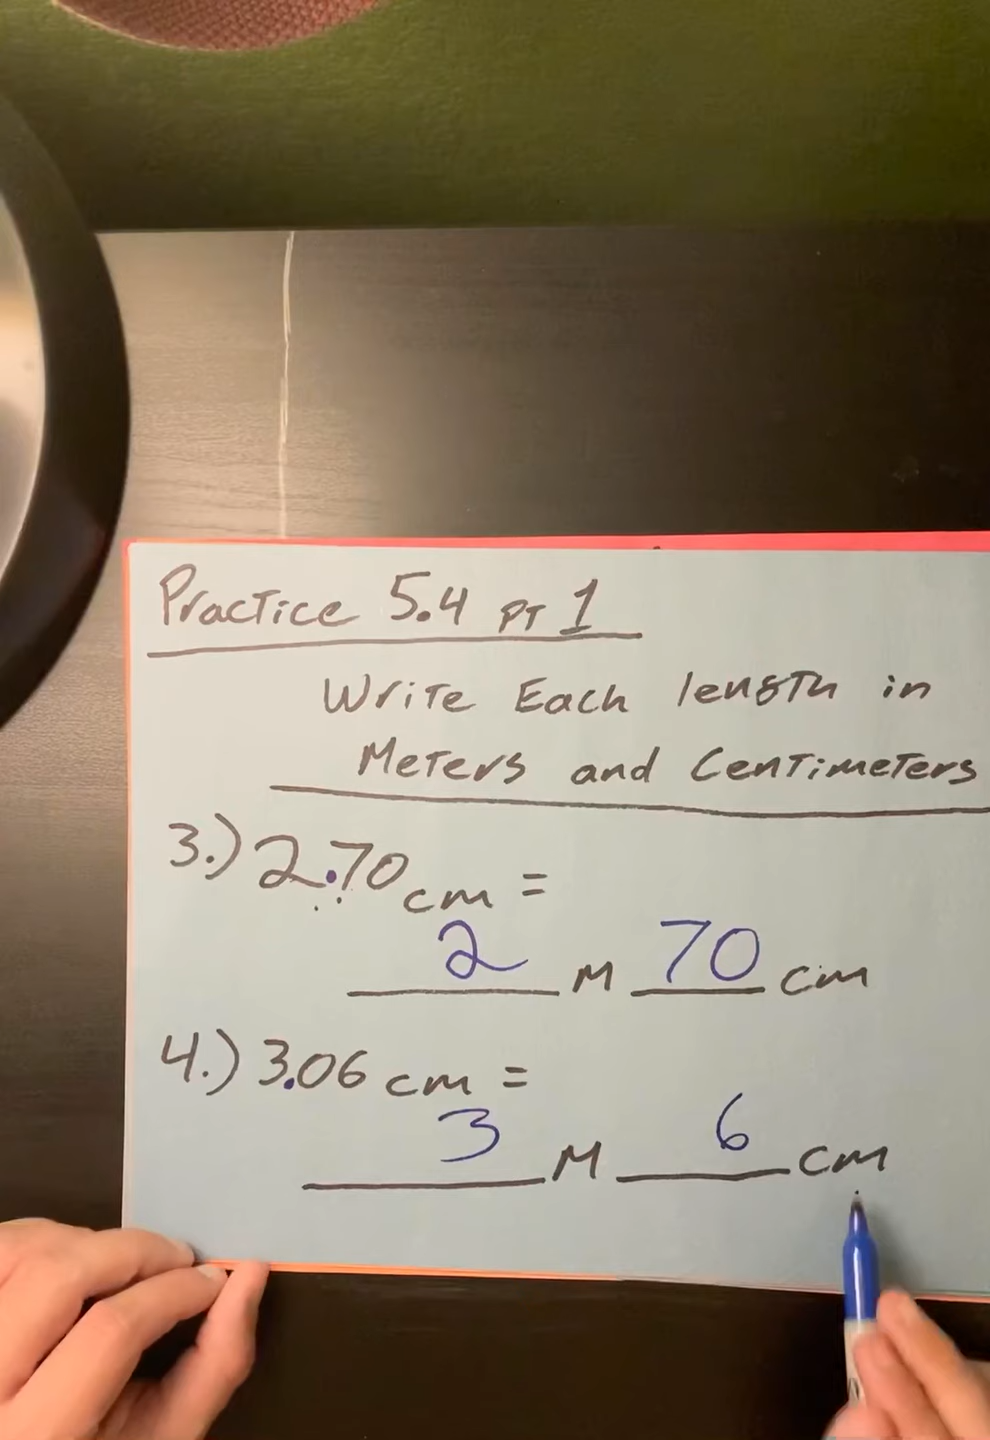 Practice 5.4 PT 1
Write Each length in
Meters and Centimeters
3.) 2.70 cm =
2 M 70 cm
4.) 3.06 cm =
3 M 6 cm